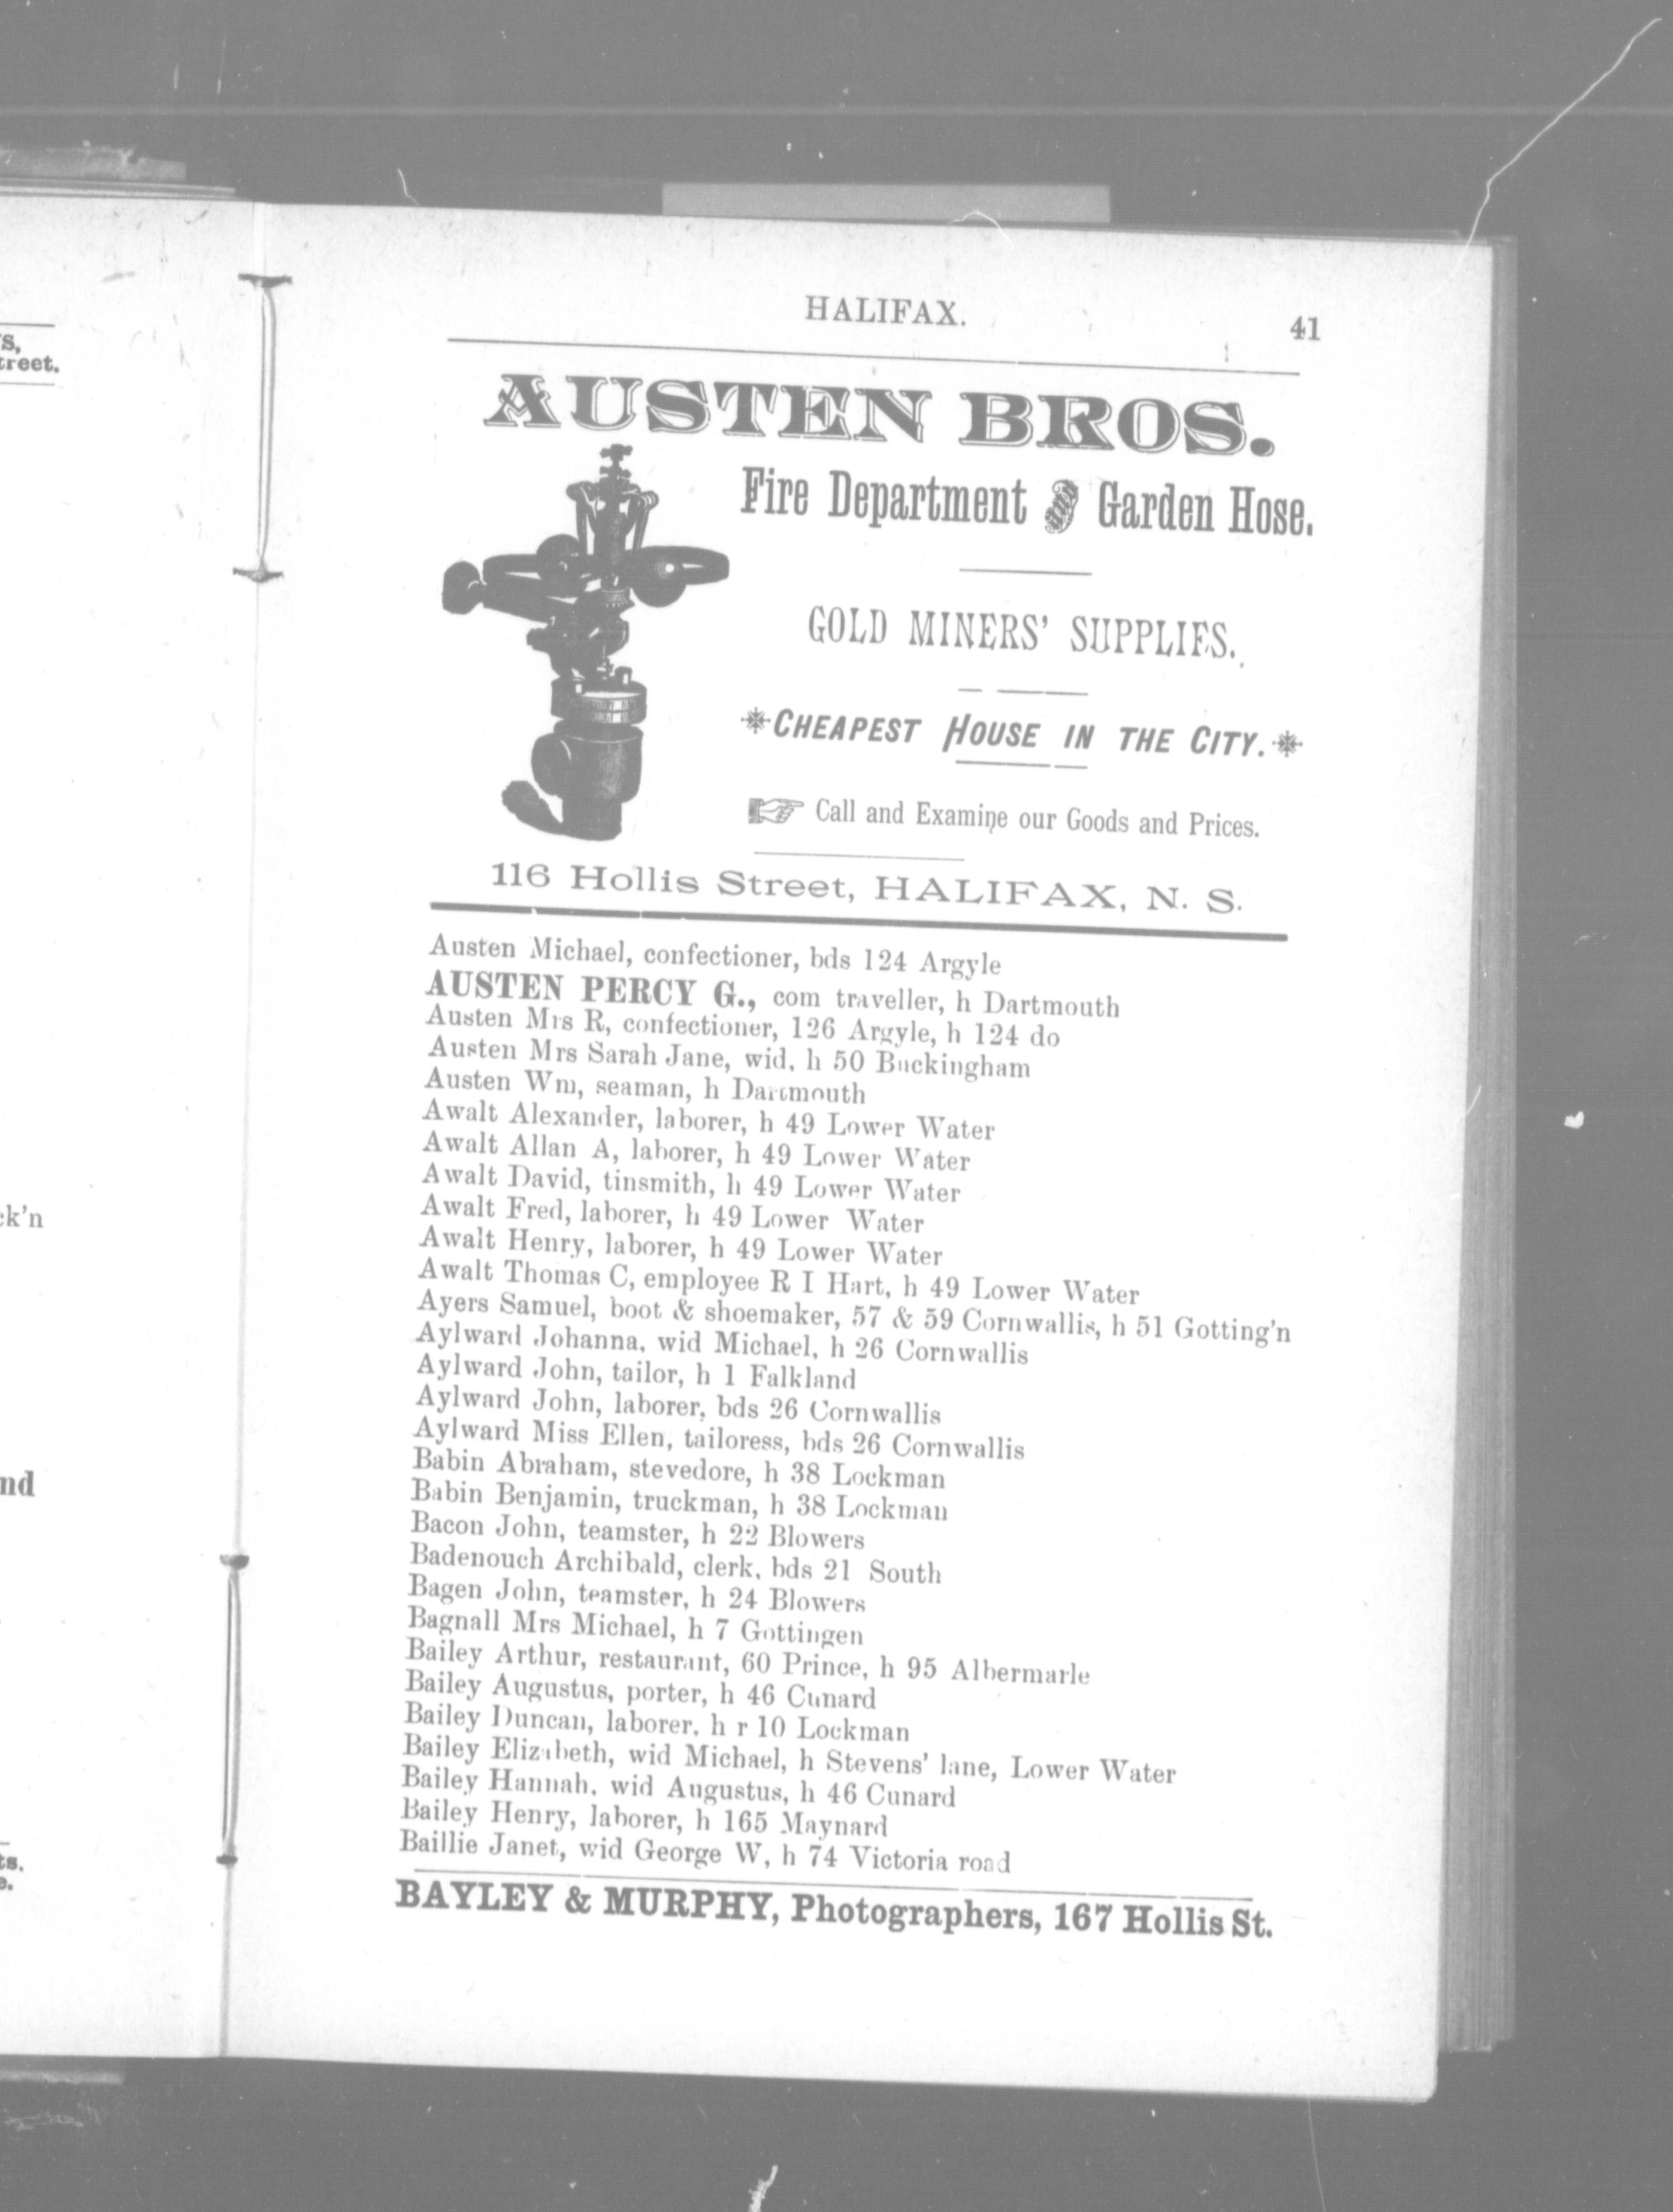 HALIFAX.
41
AUSTEN BROS.
Fire Department and Garden Hose.
GOLD MINERS' SUPPLIES.
CHEAPEST HOUSE IN THE CITY.
Call and Examine our Goods and Prices.
116 Hollis Street, HALIFAX, N. S.
Austen Michael, confectioner, bds 124 Argyle
AUSTEN PERCY G., com traveller, h Dartmouth
Austen Mrs R, confectioner, 126 Argyle, h 124 do
Austen Mrs Sarah Jane, wid, h 50 Buckingham
Austen Wm, seaman, h Dartmouth
Awalt Alexander, laborer, h 49 Lower Water
Awalt Allan A, laborer, h 49 Lower Water
Awalt David, tinsmith, h 49 Lower Water
Awalt Fred, laborer, h 49 Lower Water
Awalt Henry, laborer, h 49 Lower Water
Awalt Thomas C, employee R I Hart, h 49 Lower Water
Ayers Samuel, boot & shoemaker, 57 & 59 Cornwallis, h 51 Gotting'n
Aylward Johanna, wid Michael, h 26 Cornwallis
Aylward John, tailor, h 1 Falkland
Aylward John, laborer, bds 26 Cornwallis
Aylward Miss Ellen, tailoress, bds 26 Cornwallis
Babin Abraham, stevedore, h 38 Lockman
Babin Benjamin, truckman, h 38 Lockman
Bacon John, teamster, h 22 Blowers
Badenouch Archibald, clerk, bds 21 South
Bagen John, teamster, h 24 Blowers
Bagnall Mrs Michael, h 7 Gottingen
Bailey Arthur, restaurant, 60 Prince, h 95 Albermarle
Bailey Augustus, porter, h 46 Cunard
Bailey Duncan, laborer, h r 10 Lockman
Bailey Elizabeth, wid Michael, h Stevens' lane, Lower Water
Bailey Hannah, wid Augustus, h 46 Cunard
Bailey Henry, laborer, h 165 Maynard
Baillie Janet, wid George W, h 74 Victoria road
BAYLEY & MURPHY, Photographers, 167 Hollis St.